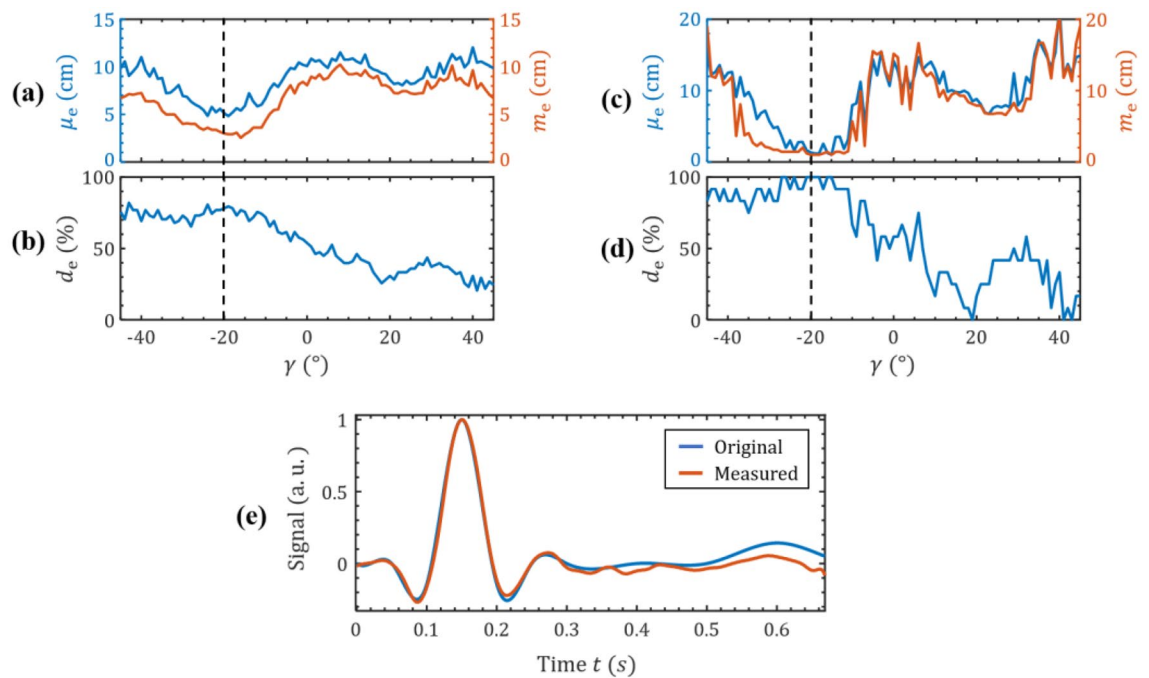 (a)
15
10
5
0
μe (cm)
15
10
5
0
me (cm)
(b)
100
50
0
de (%)
-40 -20 0 20 40
γ (°)
(c)
20
10
0
μe (cm)
20
10
0
me (cm)
(d)
100
50
0
de (%)
-40 -20 0 20 40
γ (°)
(e)
1
0.5
0
Signal (a. u.)
Original
Measured
0 0.1 0.2 0.3 0.4 0.5 0.6
Time t (s)